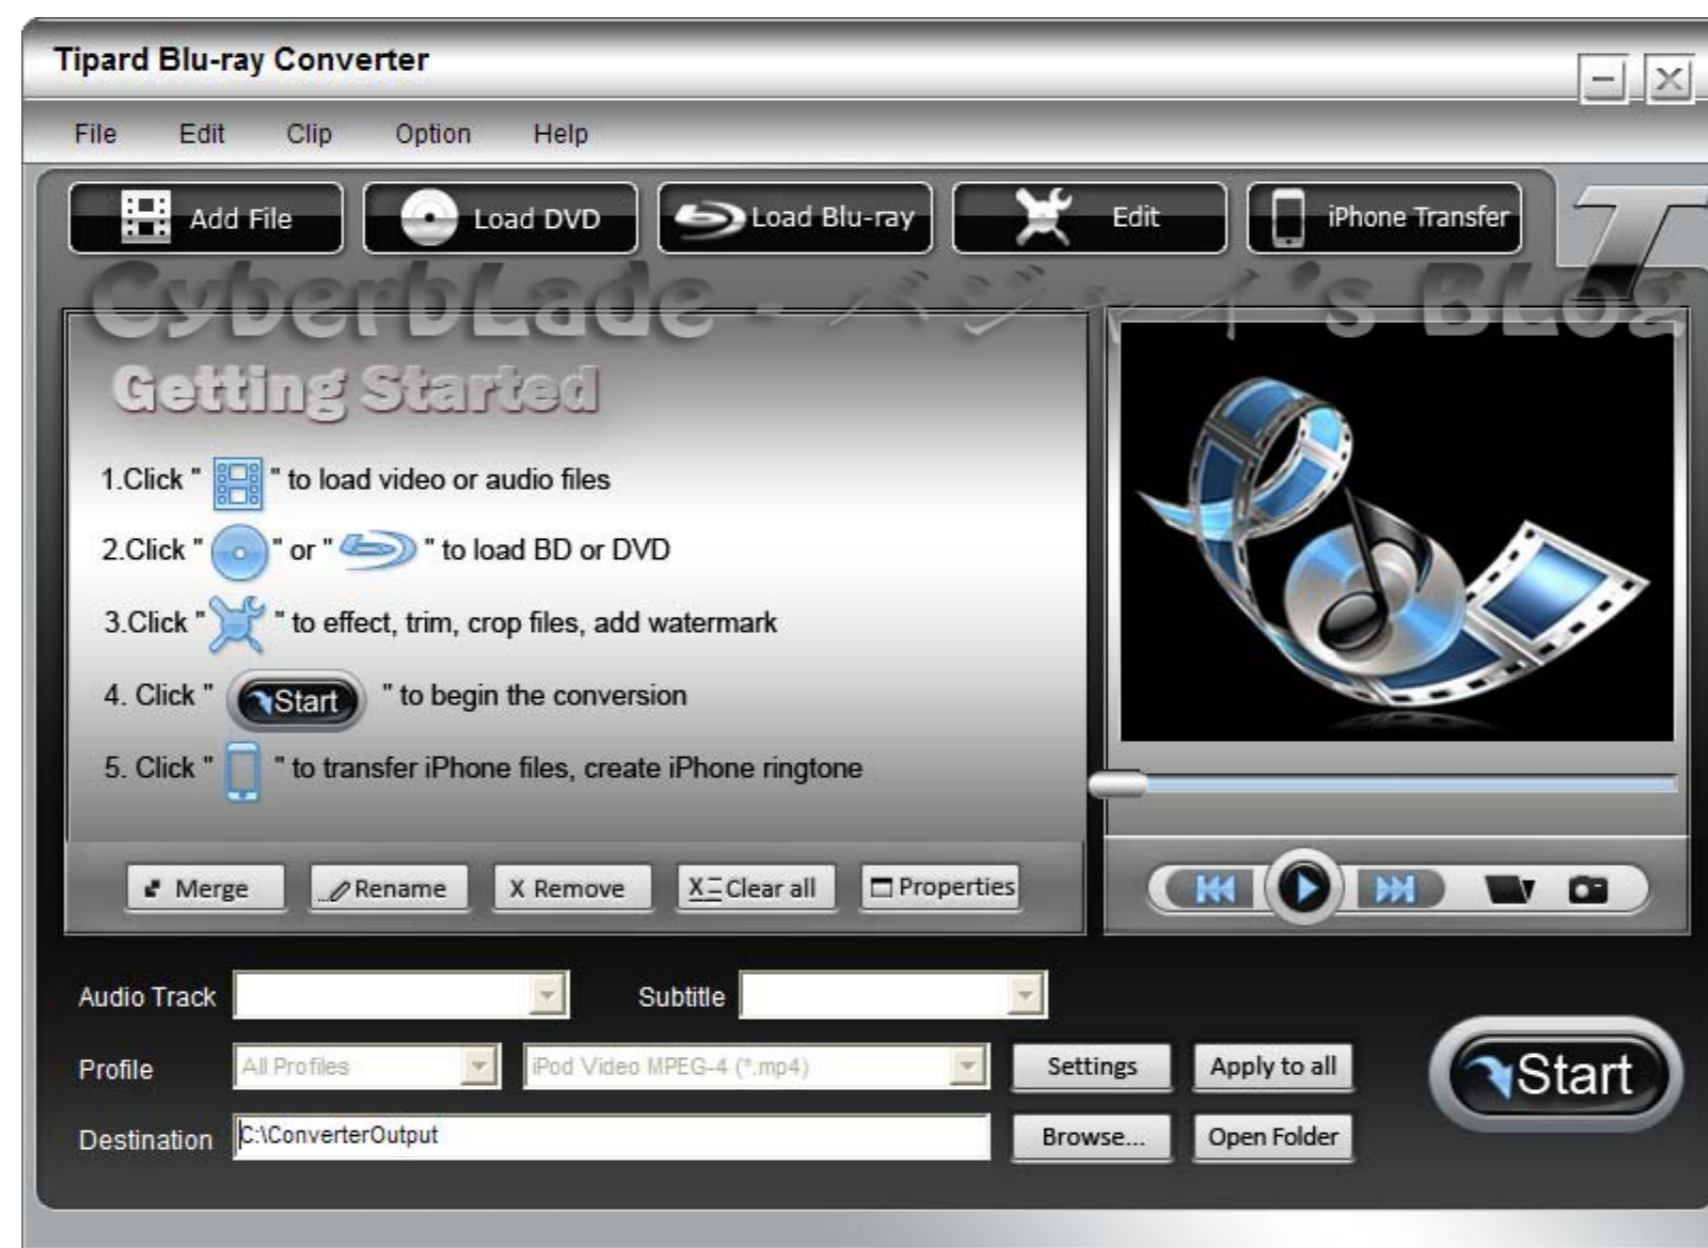 Tipard Blu-ray Converter
File Edit Clip Option Help
Add File Load DVD Load Blu-ray Edit iPhone Transfer
T
CyberbLade - バジャイ's BLog
Getting Started
1.Click " " to load video or audio files
2.Click " " or " " to load BD or DVD
3.Click " " to effect, trim, crop files, add watermark
4. Click " Start " to begin the conversion
5. Click " " to transfer iPhone files, create iPhone ringtone
Merge ...Rename X Remove X Clear all Properties
Audio Track Subtitle
Profile All Profiles iPod Video MPEG-4 (*.mp4) Settings Apply to all
Start
Destination C:\ConverterOutput Browse... Open Folder